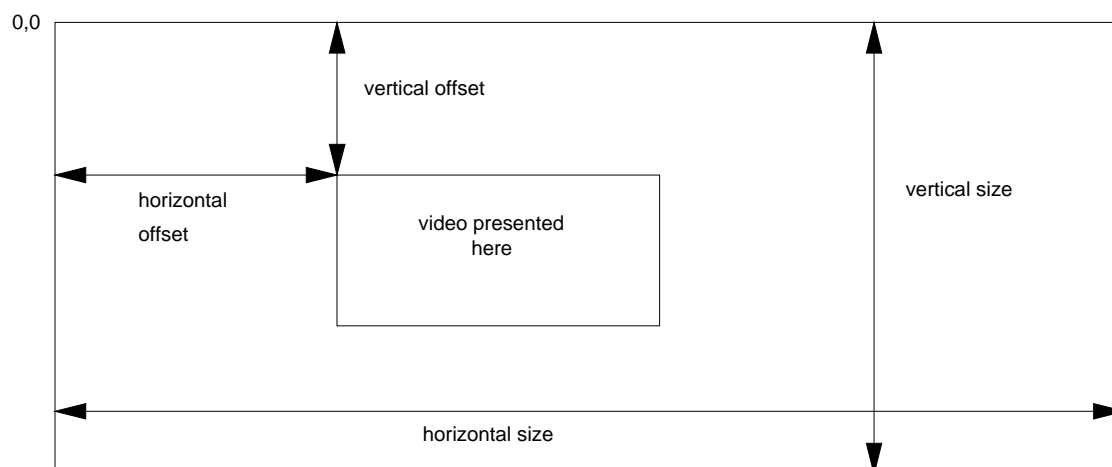 0,0
vertical offset
horizontal
offset
video presented
here
vertical size
horizontal size